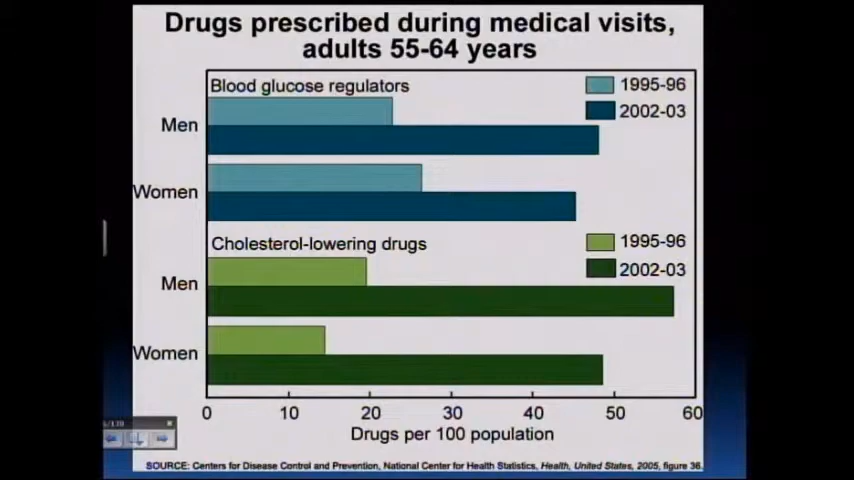 Drugs prescribed during medical visits,
adults 55-64 years
Blood glucose regulators
1995-96
2002-03
Men
Women
Cholesterol-lowering drugs
1995-96
2002-03
Men
Women
0 10 20 30 40 50 60
Drugs per 100 population
SOURCE: Centers for Disease Control and Prevention, National Center for Health Statistics, Health, United States, 2005, figure 36.